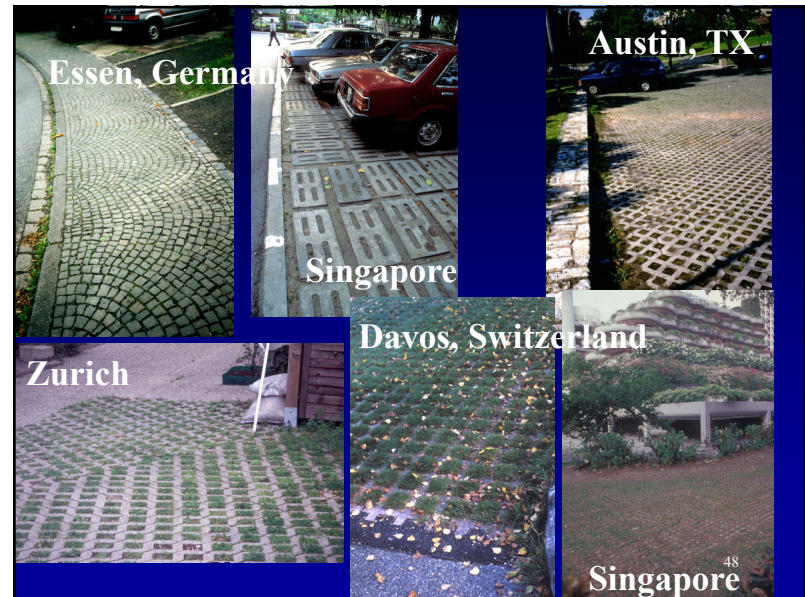 Essen, Germany
Singapore
Austin, TX
Zurich
Davos, Switzerland
Singapore
48